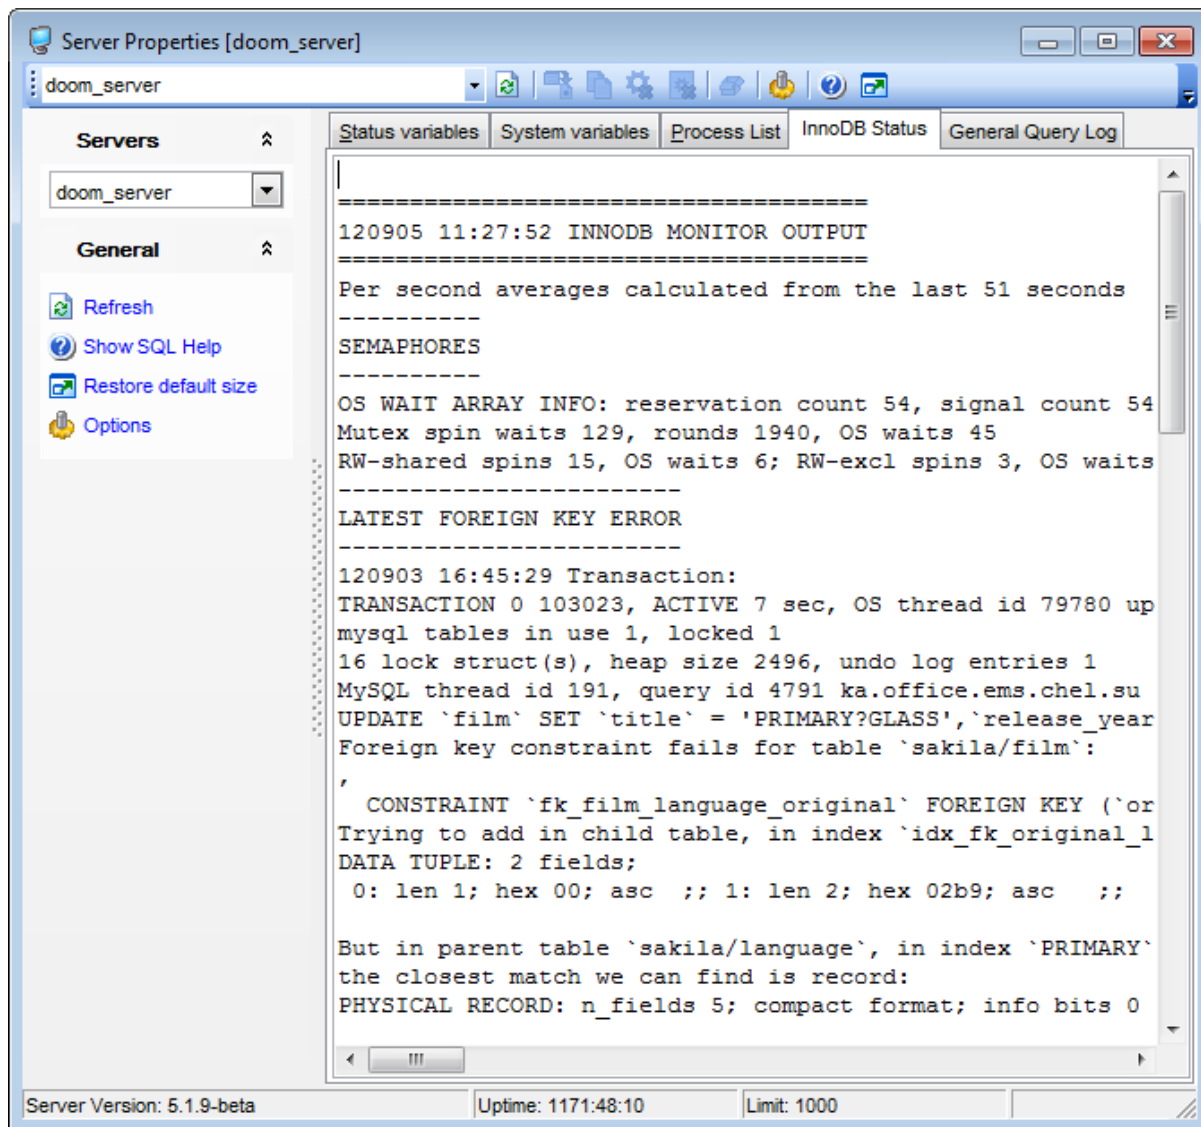 Server Properties [doom_server]
doom_server
Servers
doom_server
General
Refresh
Show SQL Help
Restore default size
Options
Status variables
System variables
Process List
InnoDB Status
General Query Log
=====================================
120905 11:27:52 INNODB MONITOR OUTPUT
=====================================
Per second averages calculated from the last 51 seconds
----------
SEMAPHORES
----------
OS WAIT ARRAY INFO: reservation count 54, signal count 54
Mutex spin waits 129, rounds 1940, OS waits 45
RW-shared spins 15, OS waits 6; RW-excl spins 3, OS waits
------------------------
LATEST FOREIGN KEY ERROR
------------------------
120903 16:45:29 Transaction:
TRANSACTION 0 103023, ACTIVE 7 sec, OS thread id 79780 up
mysql tables in use 1, locked 1
16 lock struct(s), heap size 2496, undo log entries 1
MySQL thread id 191, query id 4791 ka.office.ems.chel.su
UPDATE `film` SET `title` = 'PRIMARY?GLASS',`release_year
Foreign key constraint fails for table `sakila/film`:
,
  CONSTRAINT `fk_film_language_original` FOREIGN KEY (`or
Trying to add in child table, in index `idx_fk_original_l
DATA TUPLE: 2 fields;
 0: len 1; hex 00; asc  ;; 1: len 2; hex 02b9; asc   ;;
But in parent table `sakila/language`, in index `PRIMARY`
the closest match we can find is record:
PHYSICAL RECORD: n_fields 5; compact format; info bits 0
Server Version: 5.1.9-beta
Uptime: 1171:48:10
Limit: 1000